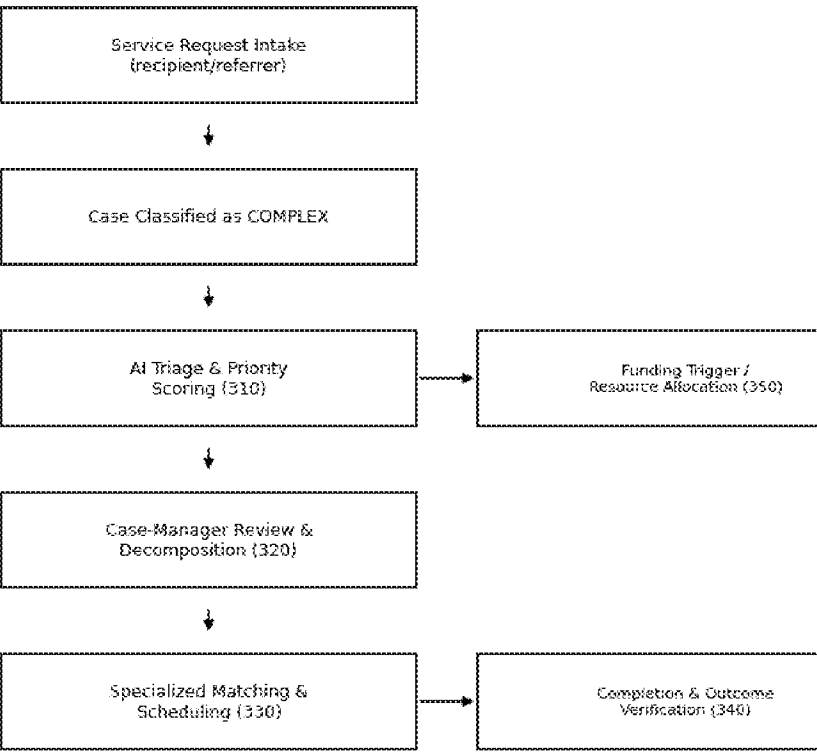 Service Request Intake
(recipient/referrer)
Case Classified as COMPLEX
AI Triage & Priority
Scoring (310)
Funding Trigger /
Resource Allocation (350)
Case-Manager Review &
Decomposition (320)
Specialized Matching &
Scheduling (330)
Completion & Outcome
Verification (340)